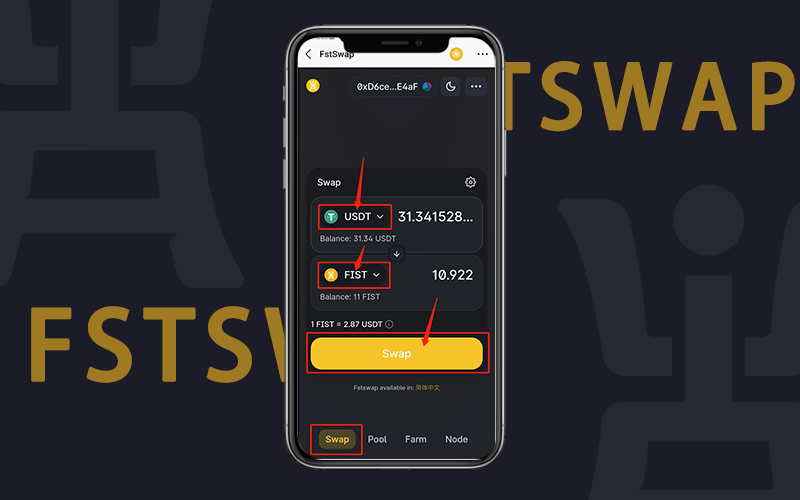 FstSwap
0xD6ce...E4aF
TSWAP
Swap
USDT
31.341528...
Balance: 31.34 USDT
FIST
10.922
Balance: 11 FIST
FSTSW
1 FIST = 2.87 USDT
Swap
Fstswap available in: 简体中文
Swap
Pool
Farm
Node